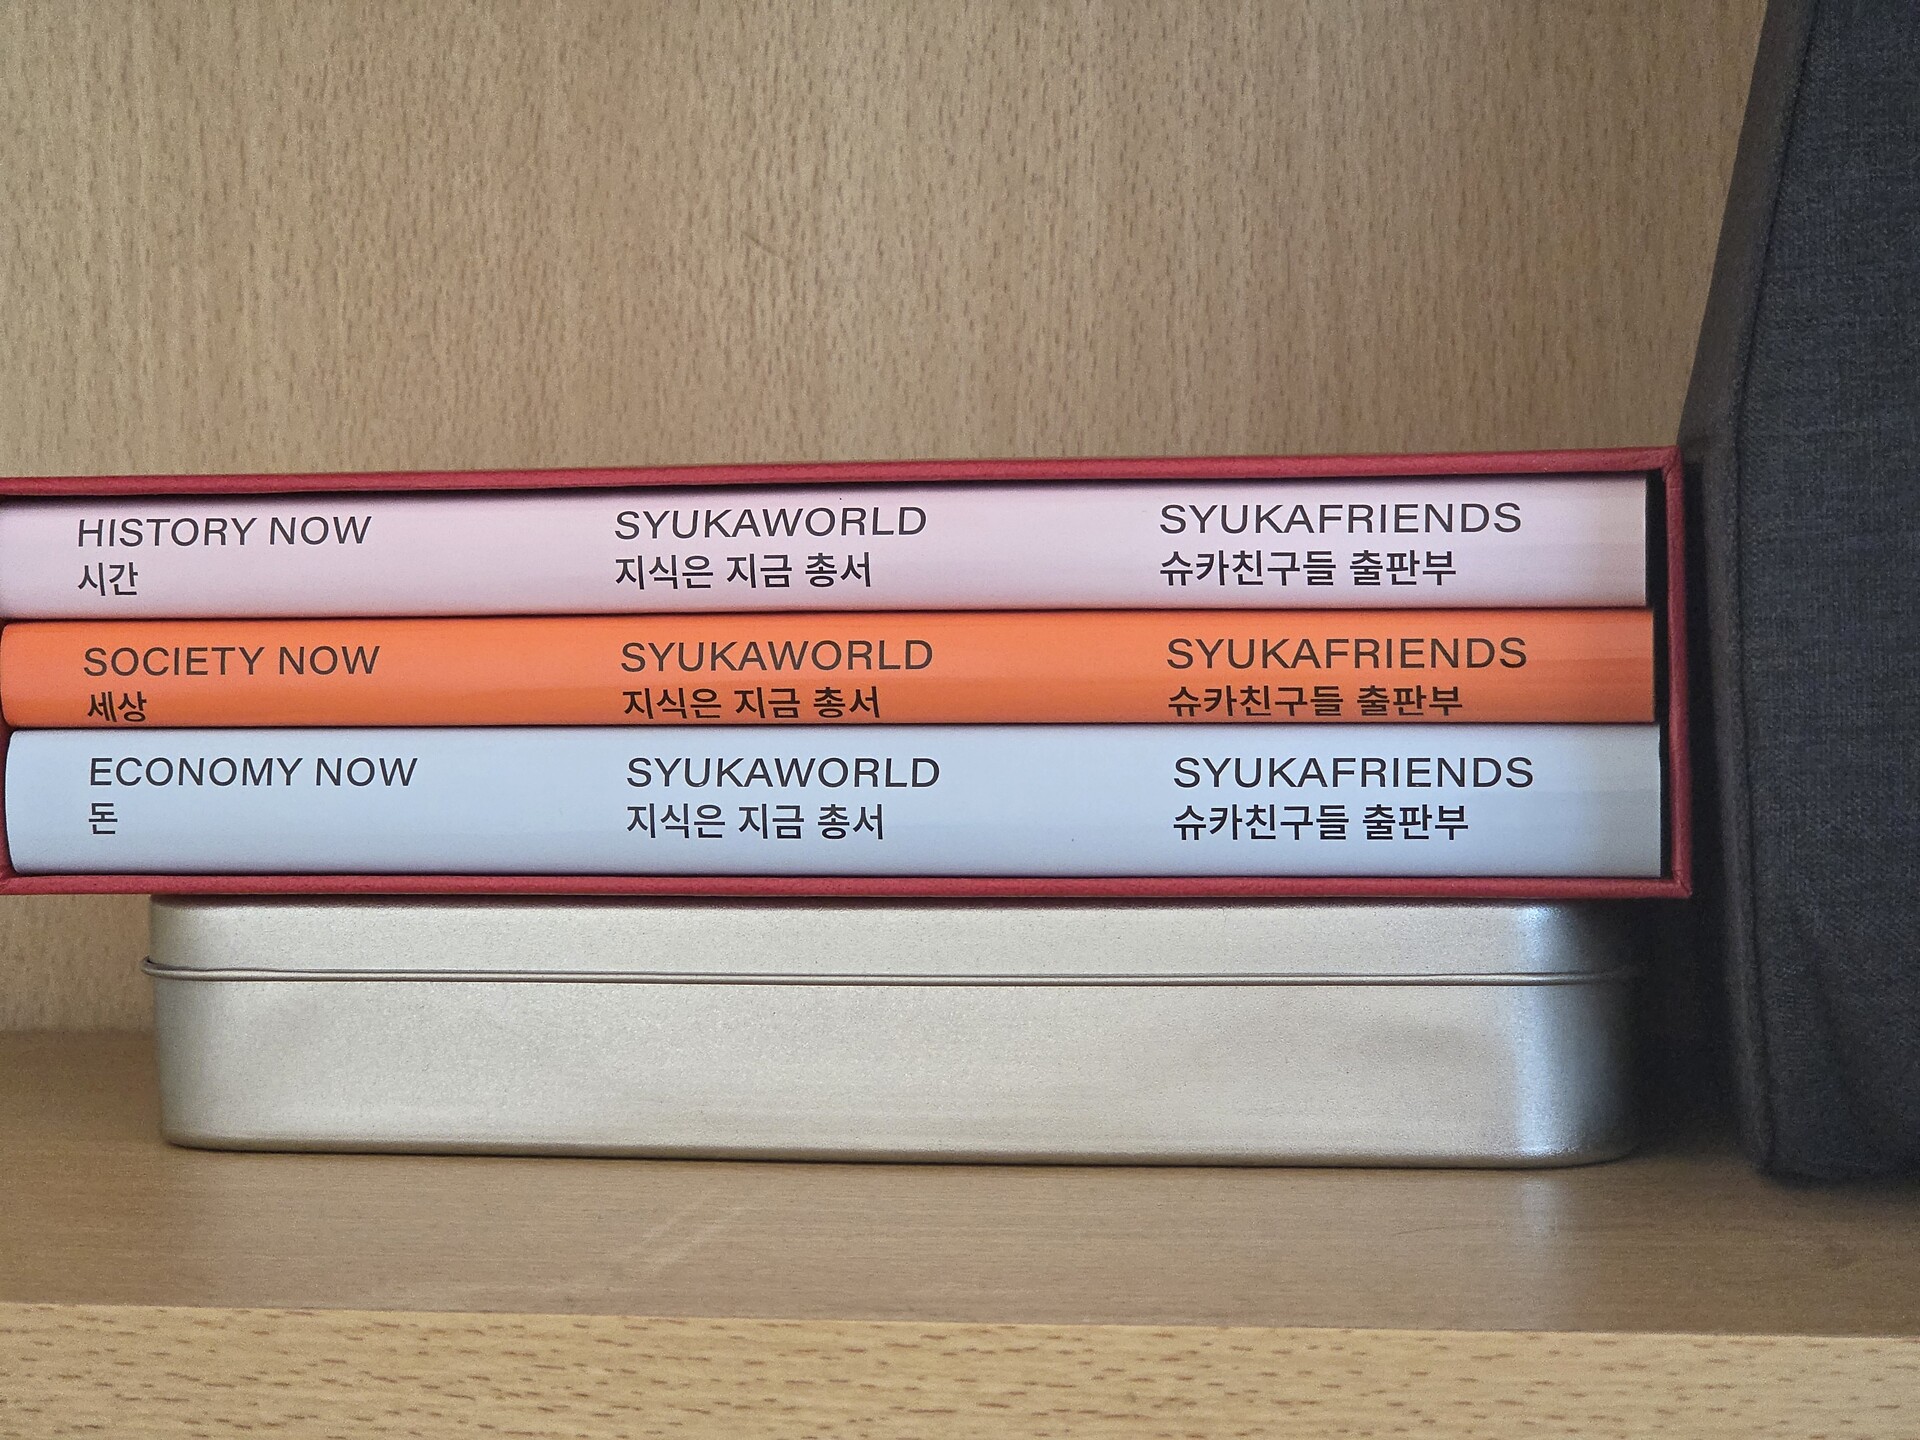 HISTORY NOW
시간
SYUKAWORLD
지식은 지금 총서
SYUKAFRIENDS
슈카친구들 출판부
SOCIETY NOW
세상
SYUKAWORLD
지식은 지금 총서
SYUKAFRIENDS
슈카친구들 출판부
ECONOMY NOW
돈
SYUKAWORLD
지식은 지금 총서
SYUKAFRIENDS
슈카친구들 출판부